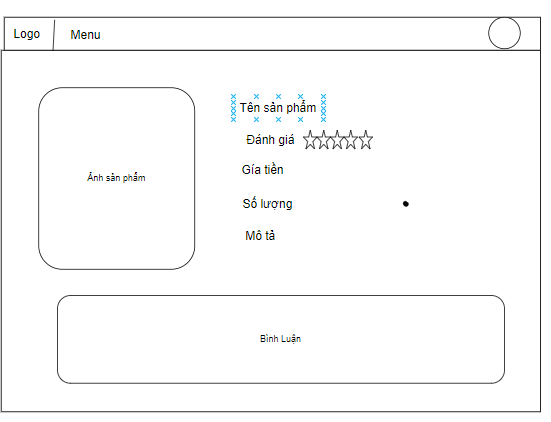 Logo
Menu
Tên sản phẩm
Đánh giá
Ảnh sản phẩm
Gía tiền
Số lượng
Mô tả
Bình Luận